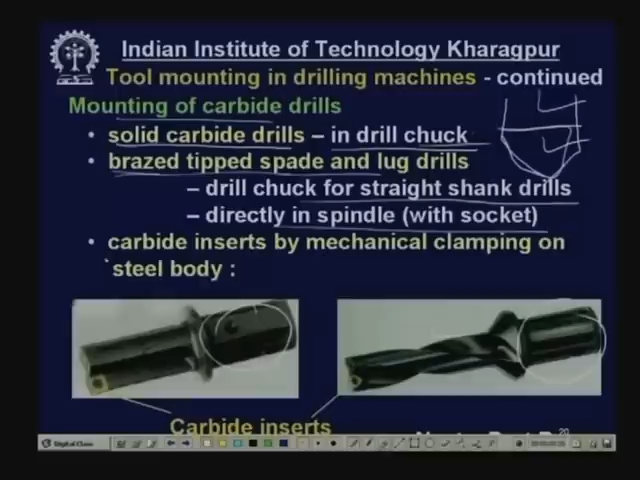 Indian Institute of Technology Kharagpur
Tool mounting in drilling machines - continued
Mounting of carbide drills
• solid carbide drills – in drill chuck
• brazed tipped spade and lug drills
– drill chuck for straight shank drills
– directly in spindle (with socket)
• carbide inserts by mechanical clamping on
steel body :
Carbide inserts
20